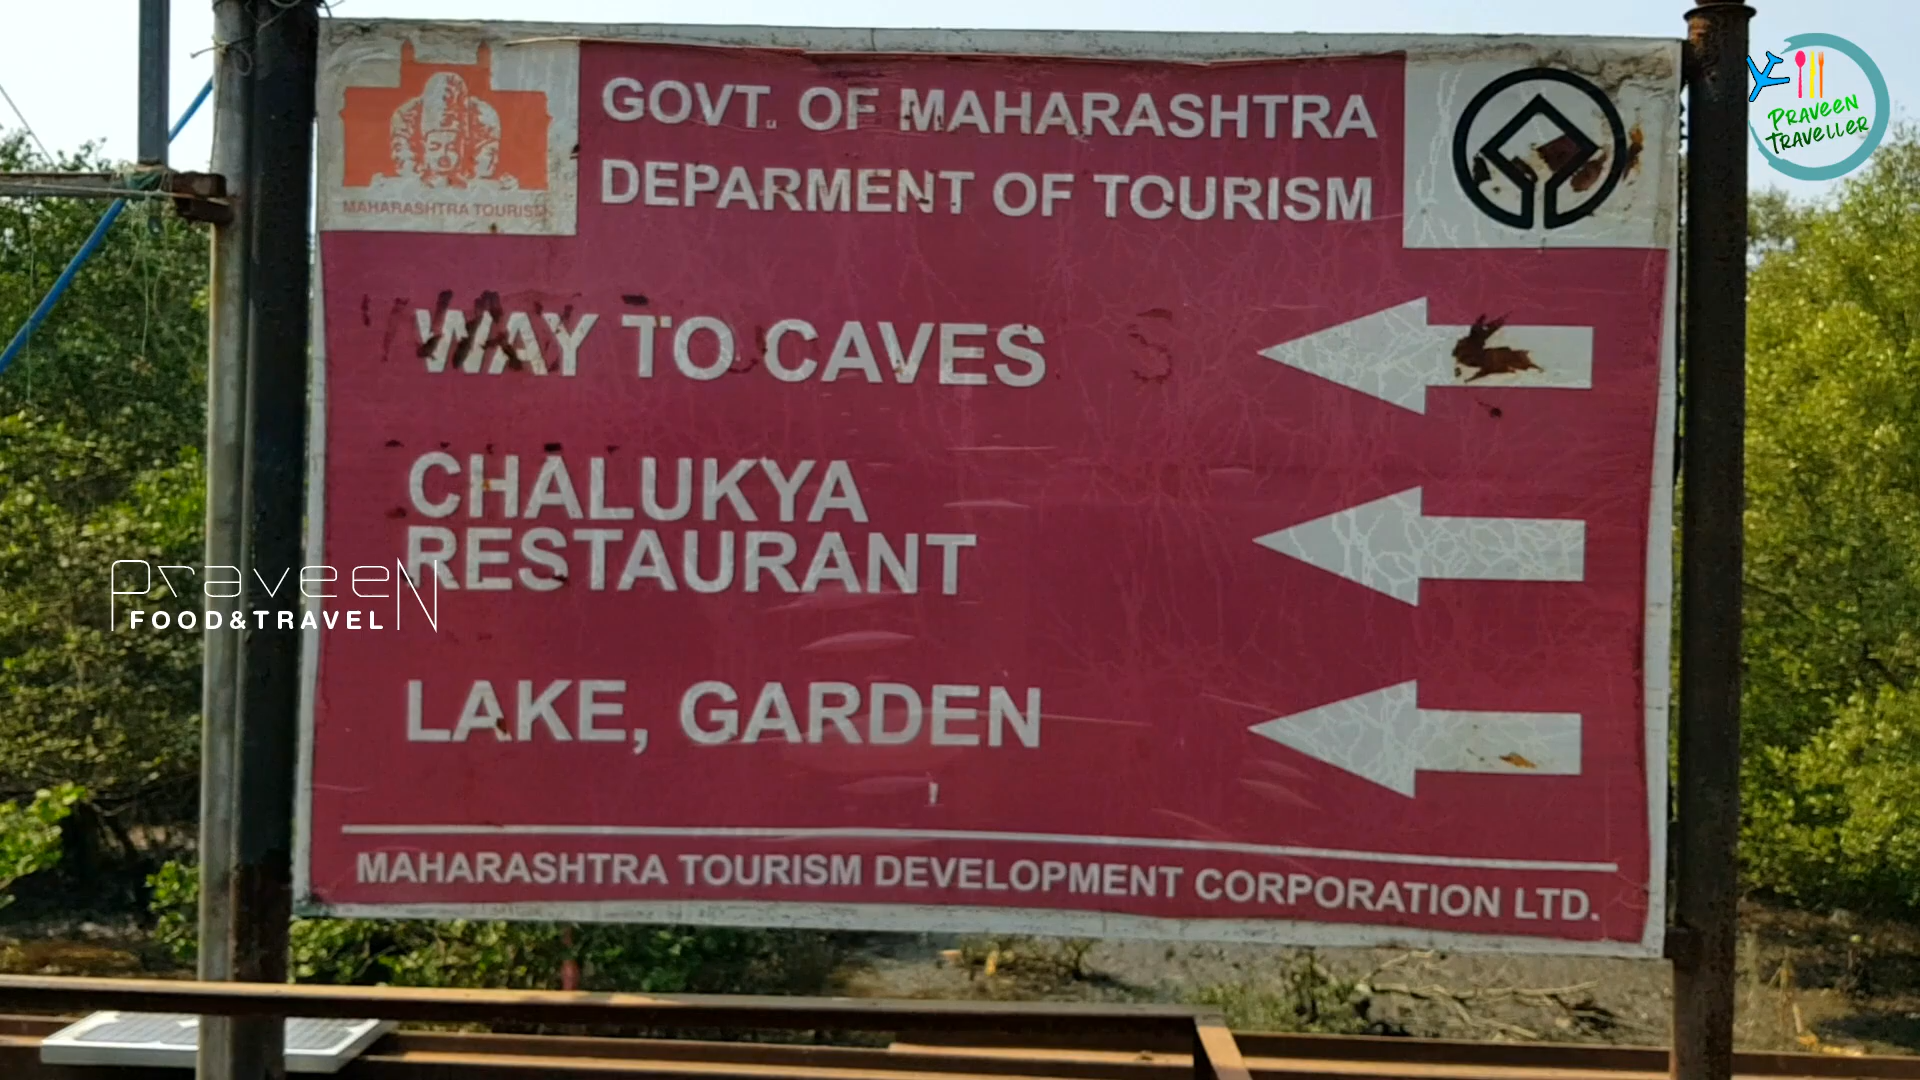 GOVT. OF MAHARASHTRA
DEPARMENT OF TOURISM
MAHARASHTRA TOURISM
PRAVEEN
TRAVELLER
WAY TO CAVES
CHALUKYA
RESTAURANT
PraveeN
FOOD&TRAVEL
LAKE, GARDEN
MAHARASHTRA TOURISM DEVELOPMENT CORPORATION LTD.